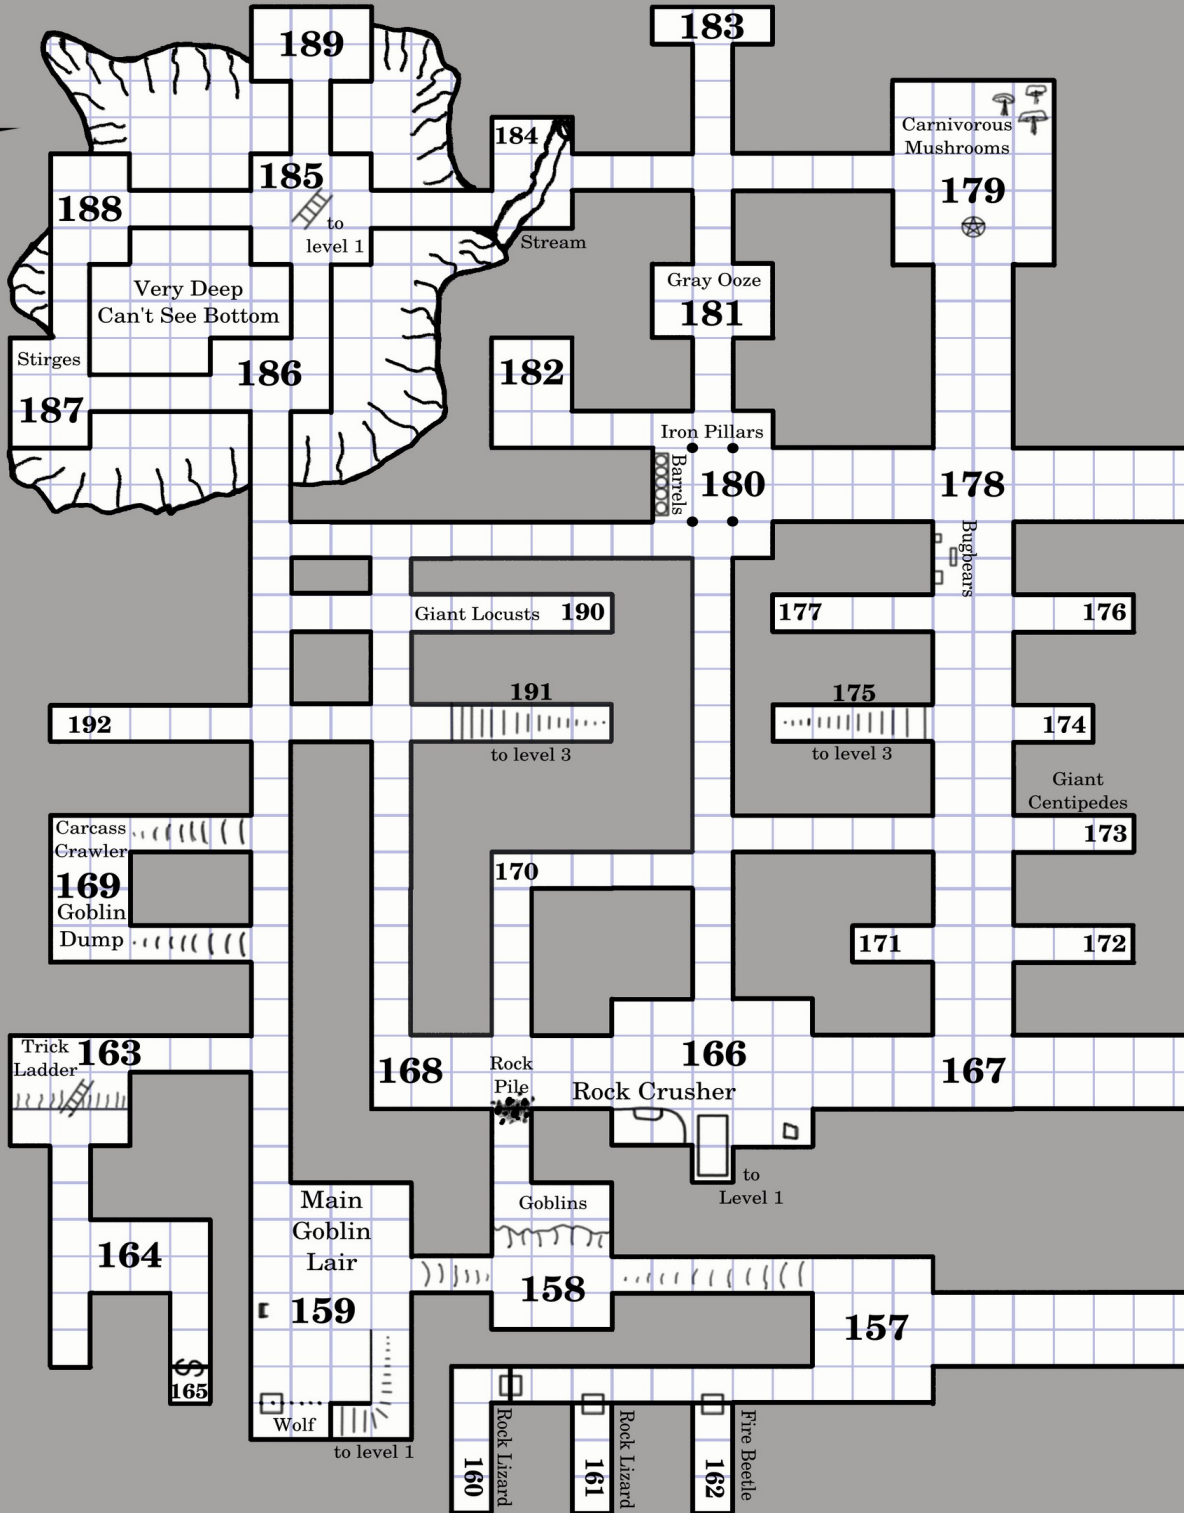 189
183
184
Carnivorous
Mushrooms
179
185
to
level 1
188
Stream
Very Deep
Can't See Bottom
Gray Ooze
181
Stirges
187
186
182
Iron Pillars
Barrels
180
178
Bugbears
Giant Locusts 190
177
176
191
to level 3
175
to level 3
174
192
Giant
Centipedes
173
Carcass
Crawler
169
Goblin
Dump
170
171
172
Trick
Ladder
163
168
Rock
Pile
166
Rock Crusher
167
to
Level 1
Main
Goblin
Lair
159
Goblins
158
164
157
S
165
Wolf
to level 1
160
Rock Lizard
161
Rock Lizard
162
Fire Beetle